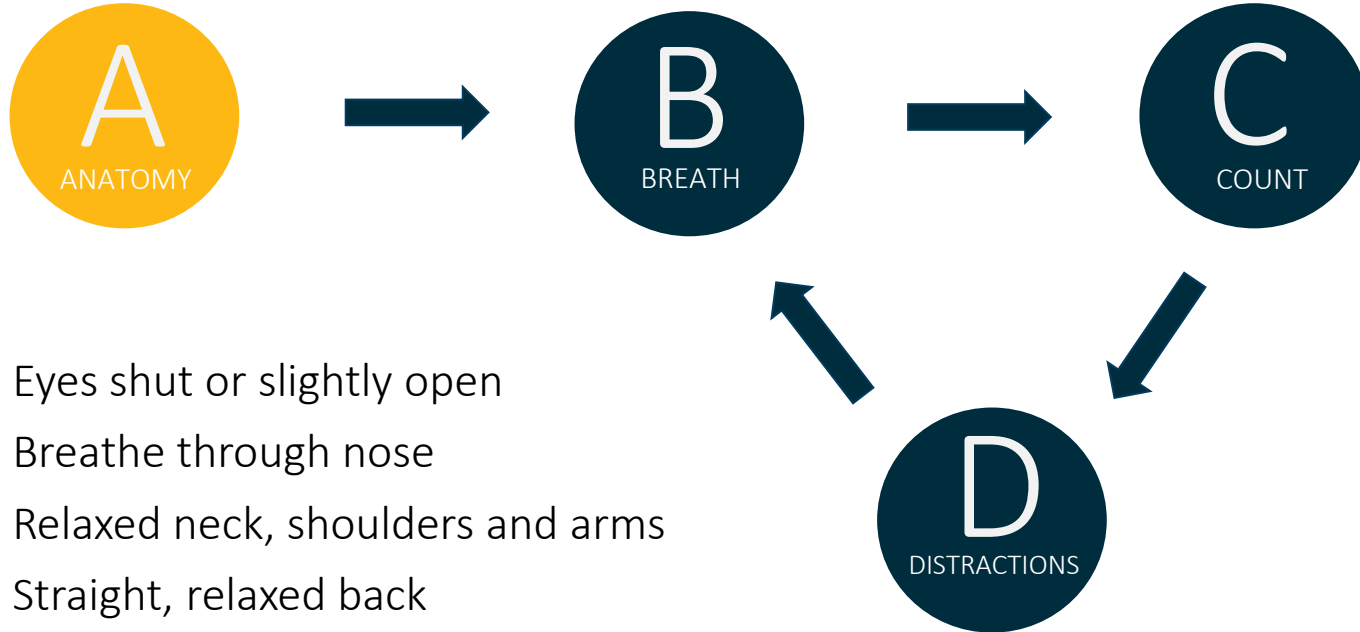 A
ANATOMY
B
BREATH
C
COUNT
D
DISTRACTIONS
Eyes shut or slightly open
Breathe through nose
Relaxed neck, shoulders and arms
Straight, relaxed back